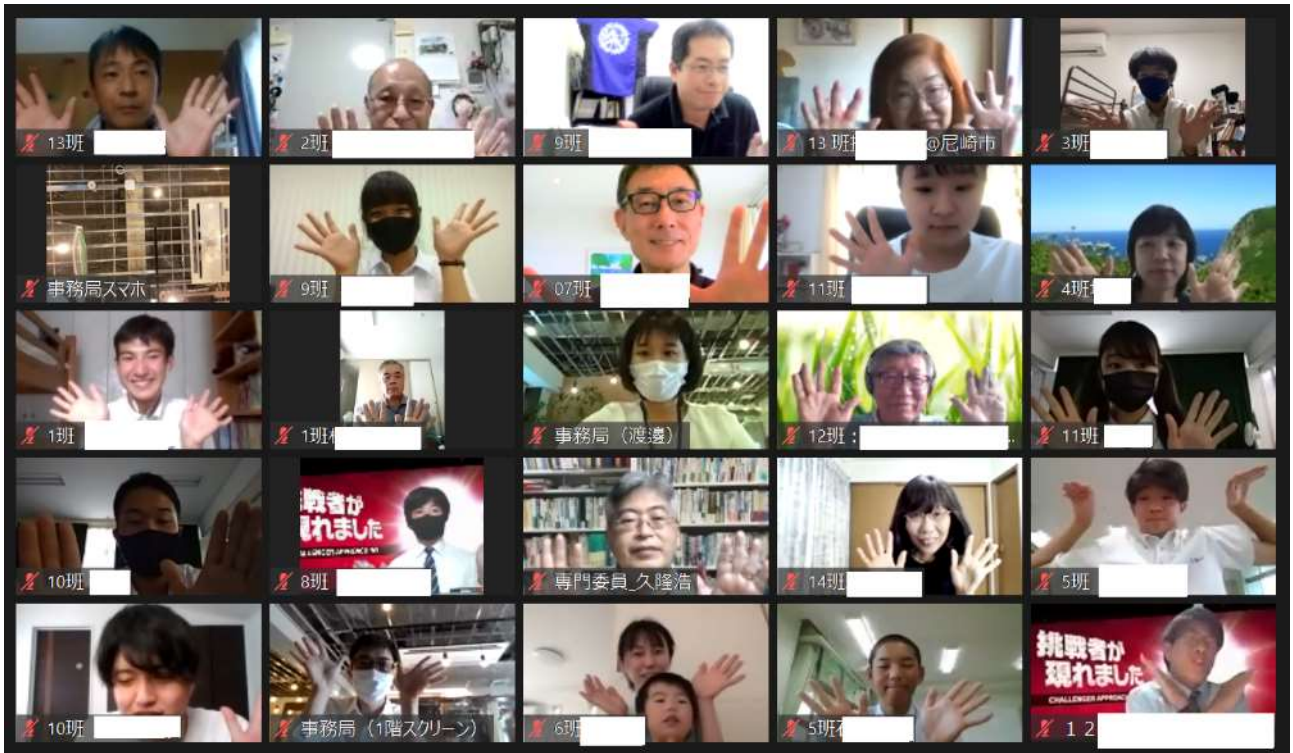 13班
2班
9班
13 班
@尼崎市
3班
事務局スマホ
9班
07班
11班
4班
1班
1班
事務局（渡邉）
12班：
...
11班
10班
戦者が
現れました
8班
専門委員_久隆浩
14班
5班
10班
事務局（1階スクリーン）
6班
5班
挑戦者が
現れました
CHALLENGER APPROACHING
１２